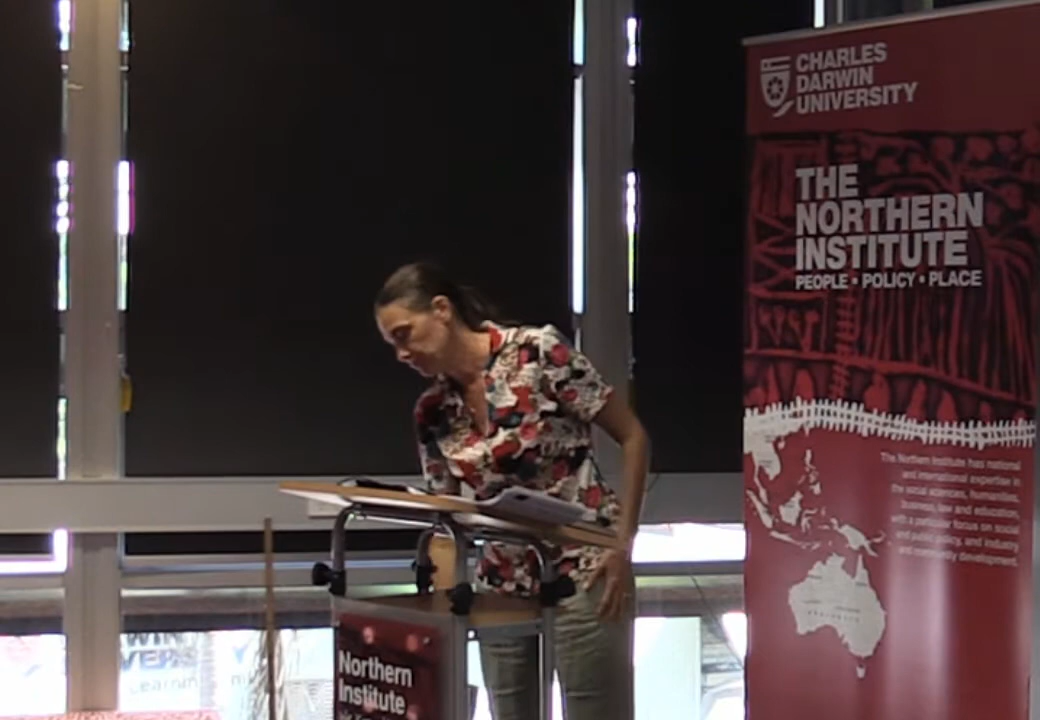 CHARLES
DARWIN
UNIVERSITY
THE
NORTHERN
INSTITUTE
PEOPLE • POLICY • PLACE
The Northern Institute has national
and international expertise in
the social sciences, humanities,
business, law and education,
with a particular focus on social
and public policy, and industry
and community development.
Northern
Institute